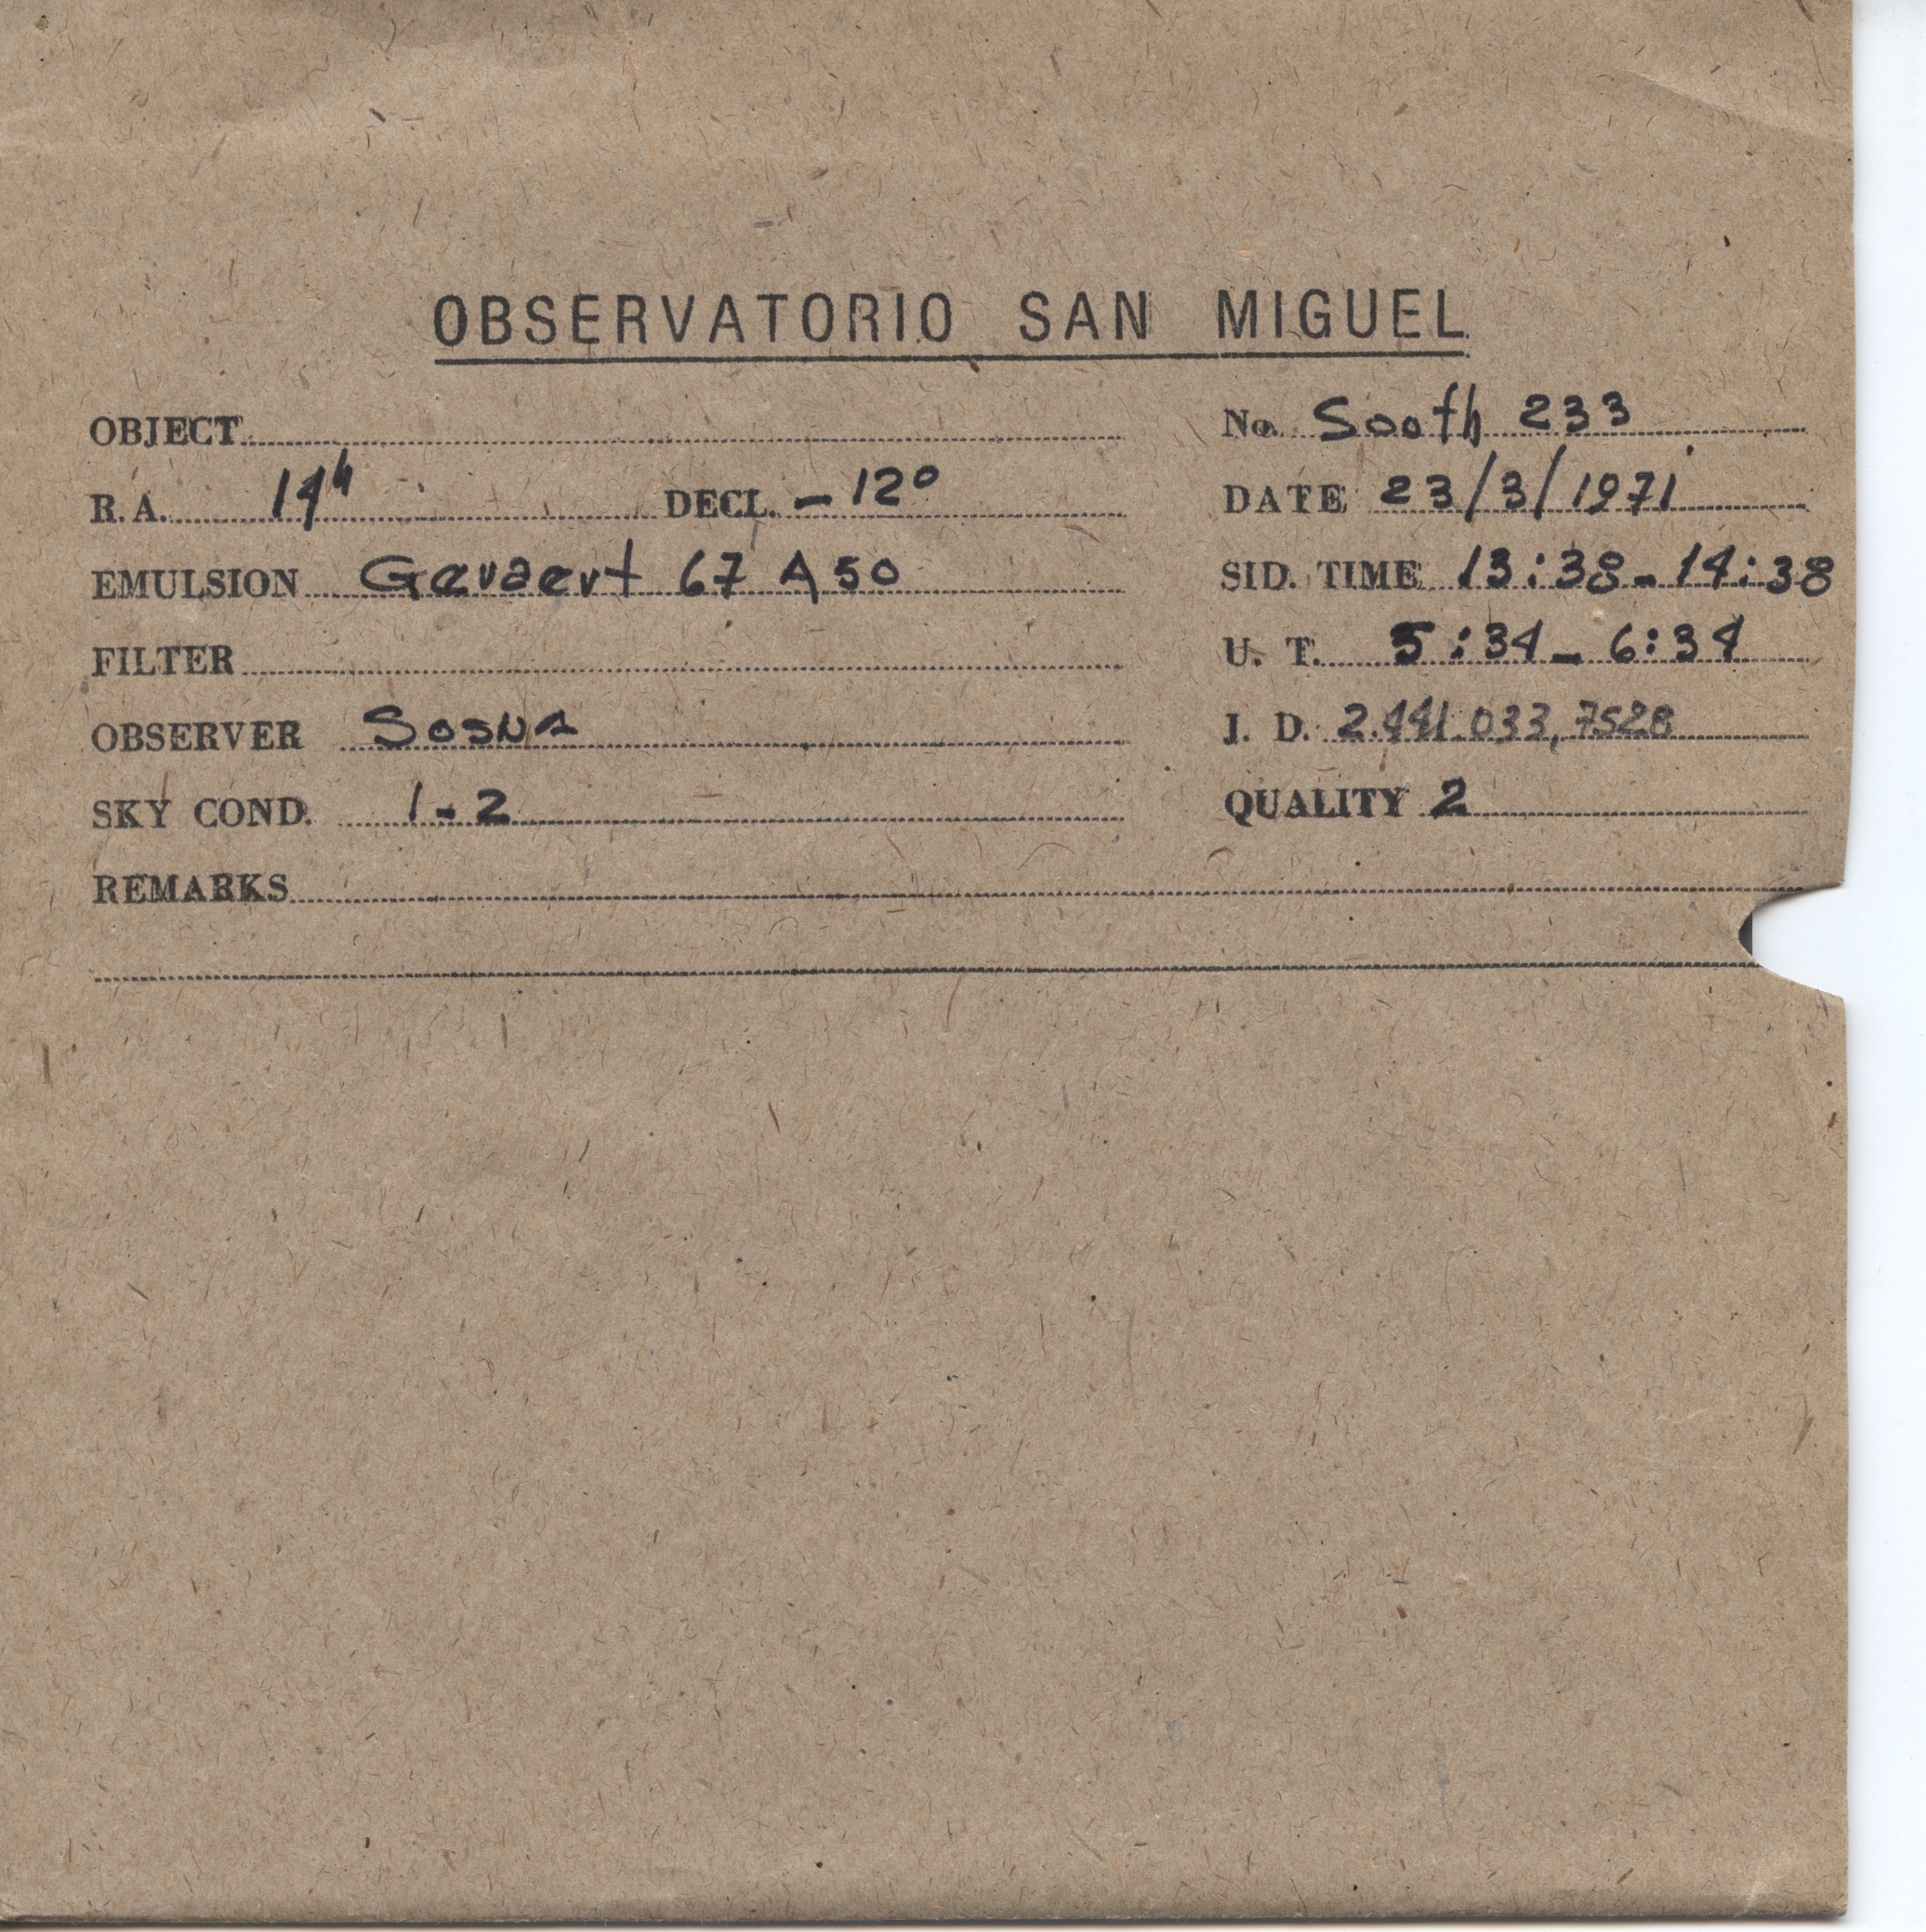 OBSERVATORIO SAN MIGUEL
OBJECT
No. South 233
R.A. 14h DECL. -12°
DATE 23/3/1971
EMULSION Gevaert 67 A 50
SID. TIME 13:38-14:38
FILTER
U. T. 5:34-6:34
OBSERVER Sosna
J. D. 2.441.033,7528
SKY COND. 1-2
QUALITY 2
REMARKS